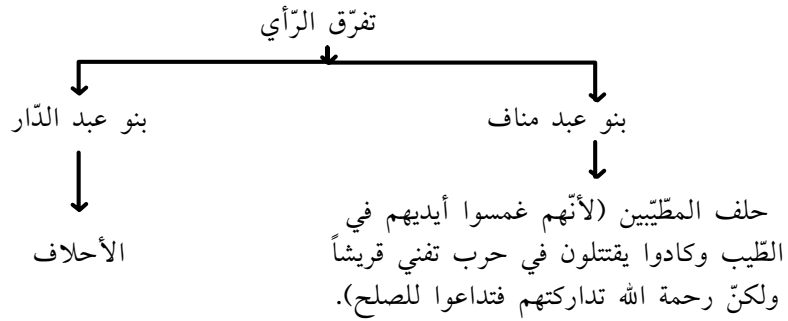 تفرّق الرّأي
بنو عبد مناف
بنو عبد الدّار
حلف المطّيّبين (لأنّهم غمسوا أيديهم في
الطّيب وكادوا يقتتلون في حرب تفني قريشاً
ولكنّ رحمة الله تداركتهم فتداعوا للصلح).
الأحلاف